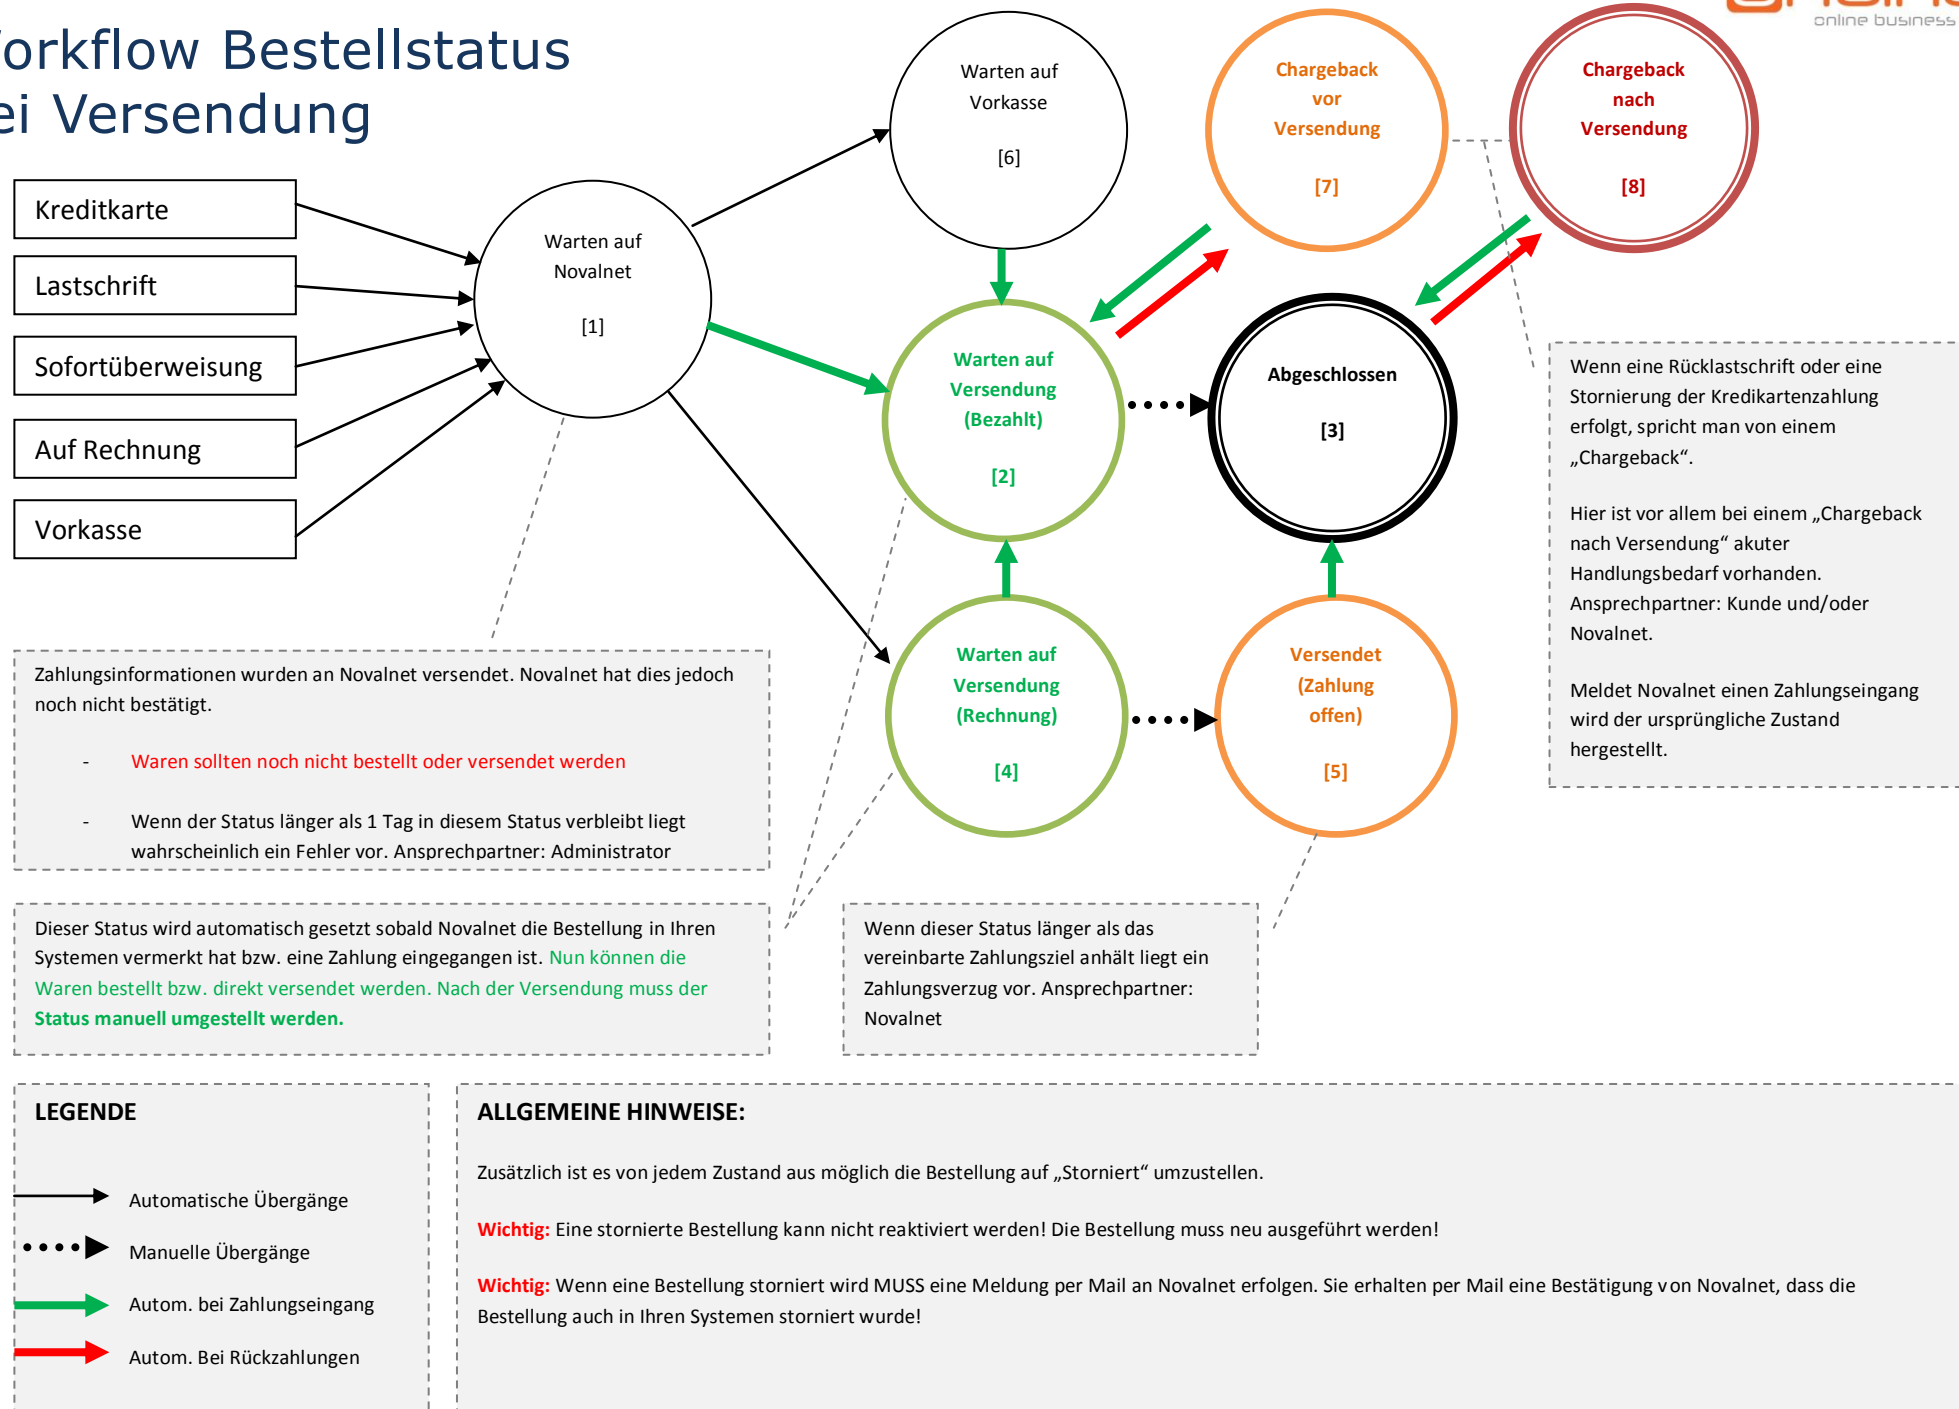 orkflow Bestellstatus
ei Versendung
online business
Kreditkarte
Lastschrift
Sofortüberweisung
Auf Rechnung
Vorkasse
Warten auf
Novalnet
[1]
Warten auf
Vorkasse
[6]
Chargeback
vor
Versendung
[7]
Chargeback
nach
Versendung
[8]
Warten auf
Versendung
(Bezahlt)
[2]
Abgeschlossen
[3]
Warten auf
Versendung
(Rechnung)
[4]
Versendet
(Zahlung
offen)
[5]
Wenn eine Rücklastschrift oder eine
Stornierung der Kredikartenzahlung
erfolgt, spricht man von einem
„Chargeback“.
Hier ist vor allem bei einem „Chargeback
nach Versendung“ akuter
Handlungsbedarf vorhanden.
Ansprechpartner: Kunde und/oder
Novalnet.
Meldet Novalnet einen Zahlungseingang
wird der ursprüngliche Zustand
hergestellt.
Zahlungsinformationen wurden an Novalnet versendet. Novalnet hat dies jedoch
noch nicht bestätigt.
- Waren sollten noch nicht bestellt oder versendet werden
- Wenn der Status länger als 1 Tag in diesem Status verbleibt liegt
wahrscheinlich ein Fehler vor. Ansprechpartner: Administrator
Dieser Status wird automatisch gesetzt sobald Novalnet die Bestellung in Ihren
Systemen vermerkt hat bzw. eine Zahlung eingegangen ist. Nun können die
Waren bestellt bzw. direkt versendet werden. Nach der Versendung muss der
Status manuell umgestellt werden.
Wenn dieser Status länger als das
vereinbarte Zahlungsziel anhält liegt ein
Zahlungsverzug vor. Ansprechpartner:
Novalnet
LEGENDE
Automatische Übergänge
Manuelle Übergänge
Autom. bei Zahlungseingang
Autom. Bei Rückzahlungen
ALLGEMEINE HINWEISE:
Zusätzlich ist es von jedem Zustand aus möglich die Bestellung auf „Storniert“ umzustellen.
Wichtig: Eine stornierte Bestellung kann nicht reaktiviert werden! Die Bestellung muss neu ausgeführt werden!
Wichtig: Wenn eine Bestellung storniert wird MUSS eine Meldung per Mail an Novalnet erfolgen. Sie erhalten per Mail eine Bestätigung von Novalnet, dass die
Bestellung auch in Ihren Systemen storniert wurde!